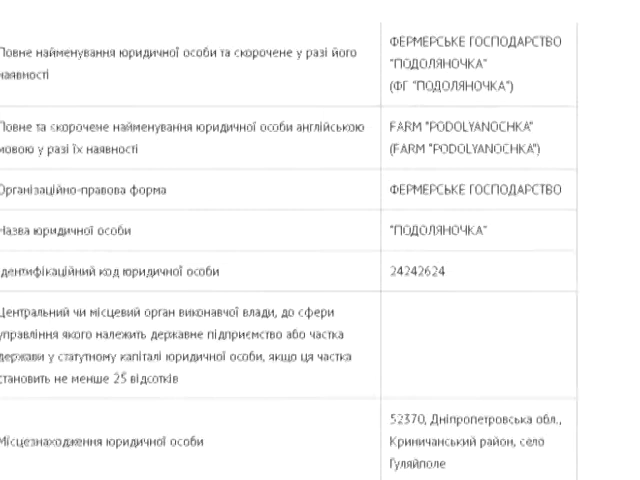 Повне найменування юридичної особи та скорочене у разі його
наявності
ФЕРМЕРСЬКЕ ГОСПОДАРСТВО
"ПОДОЛЯНОЧКА"
(ФГ "ПОДОЛЯНОЧКА")
Повне та скорочене найменування юридичної особи англійською
мовою у разі їх наявності
FARM "PODOLYANOCHKA"
(FARM "PODOLYANOCHKA")
Організаційно-правова форма
ФЕРМЕРСЬКЕ ГОСПОДАРСТВО
Назва юридичної особи
"ПОДОЛЯНОЧКА"
Ідентифікаційний код юридичної особи
24242624
Центральний чи місцевий орган виконавчої влади, до сфери
управління якого належить державне підприємство або частка
держави у статутному капіталі юридичної особи, якщо ця частка
становить не менше 25 відсотків
Місцезнаходження юридичної особи
52370, Дніпропетровська обл.,
Криничанський район, село
Гуляйполе